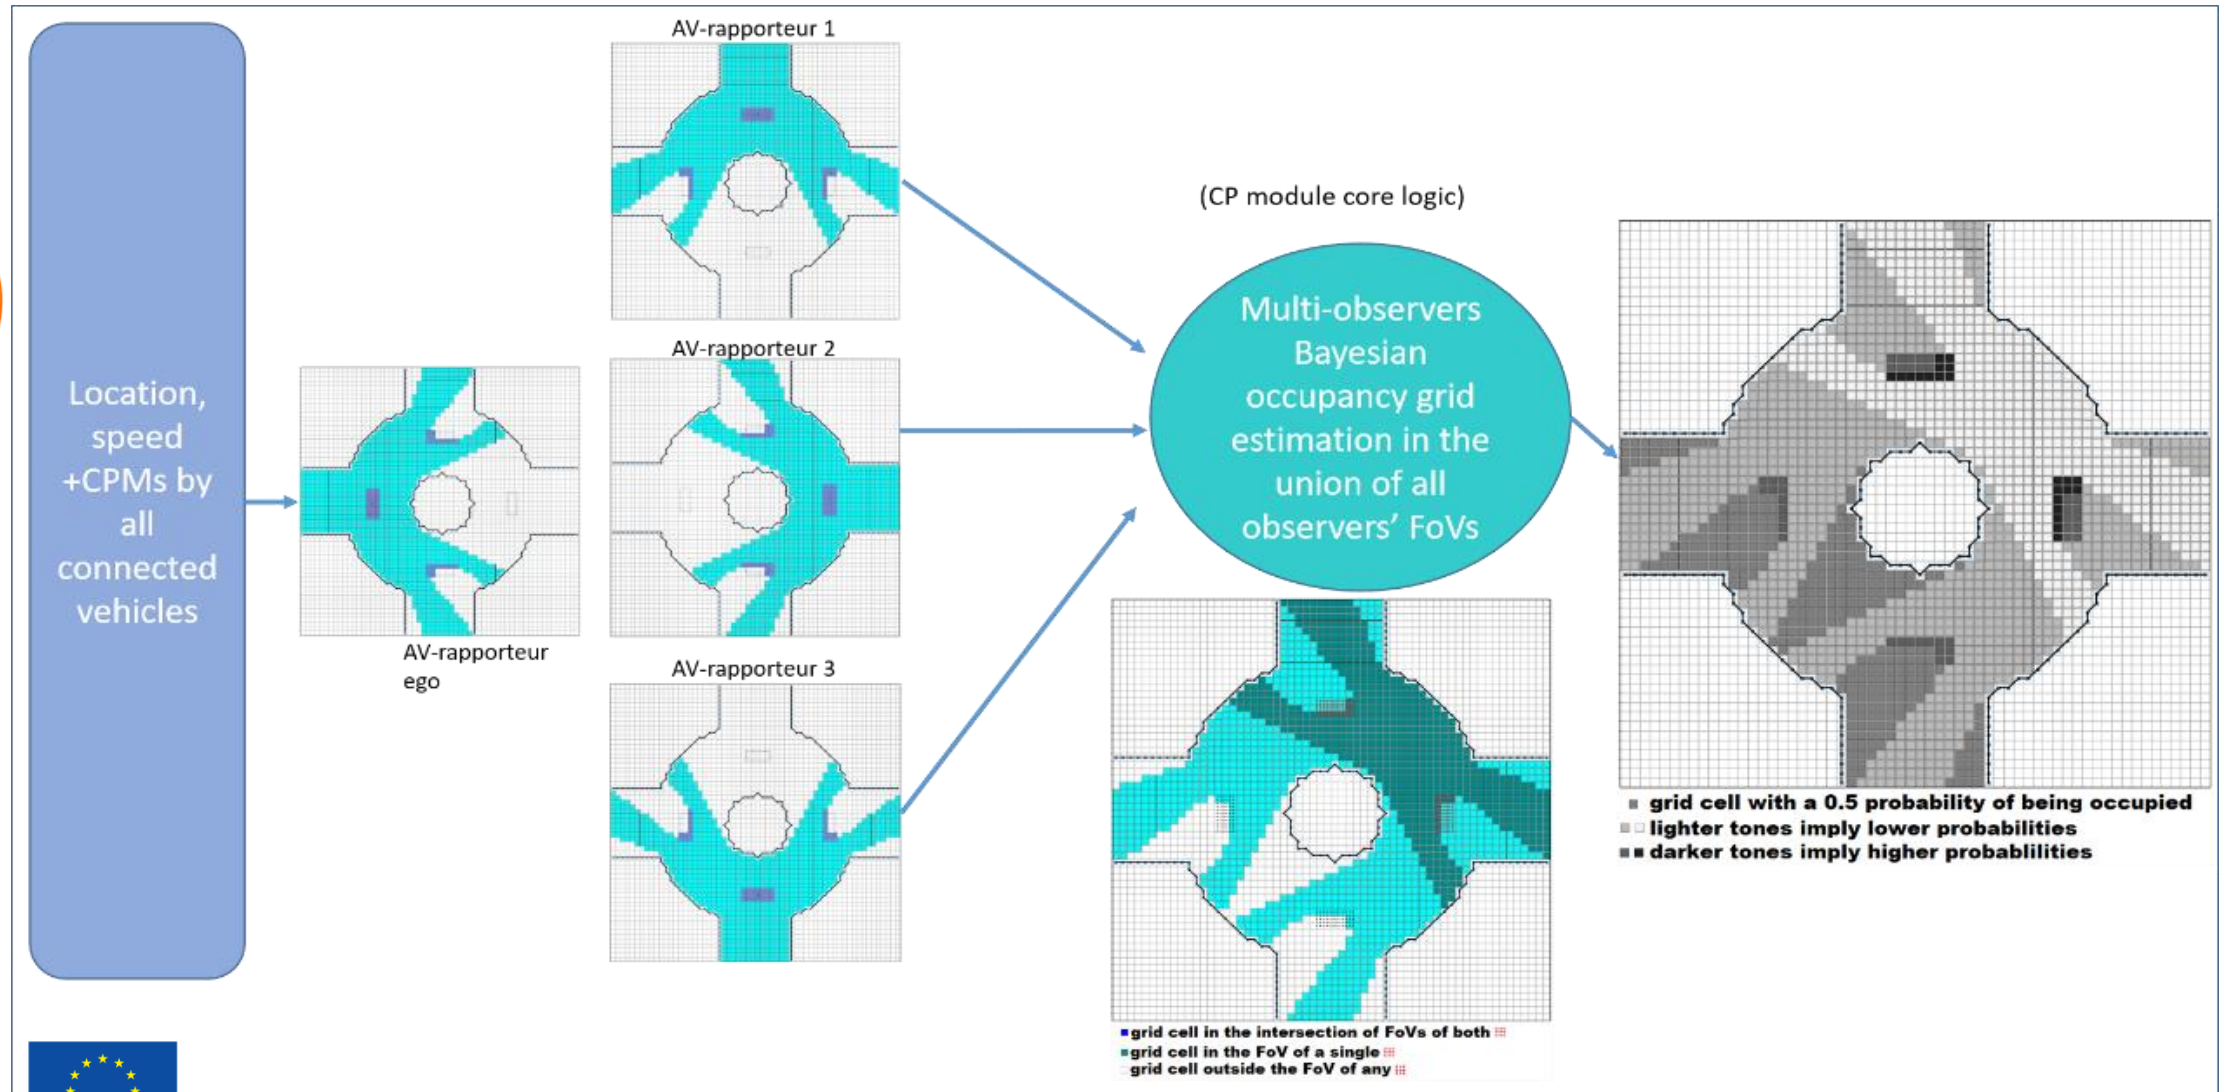 Location,
speed
+CPMs by
all
connected
vehicles
AV-rapporteur
ego
AV-rapporteur 1
AV-rapporteur 2
AV-rapporteur 3
(CP module core logic)
Multi-observers
Bayesian
occupancy grid
estimation in the
union of all
observers’ FoVs
grid cell in the intersection of FoVs of both
grid cell in the FoV of a single
grid cell outside the FoV of any
grid cell with a 0.5 probability of being occupied
lighter tones imply lower probabilities
darker tones imply higher probablilities